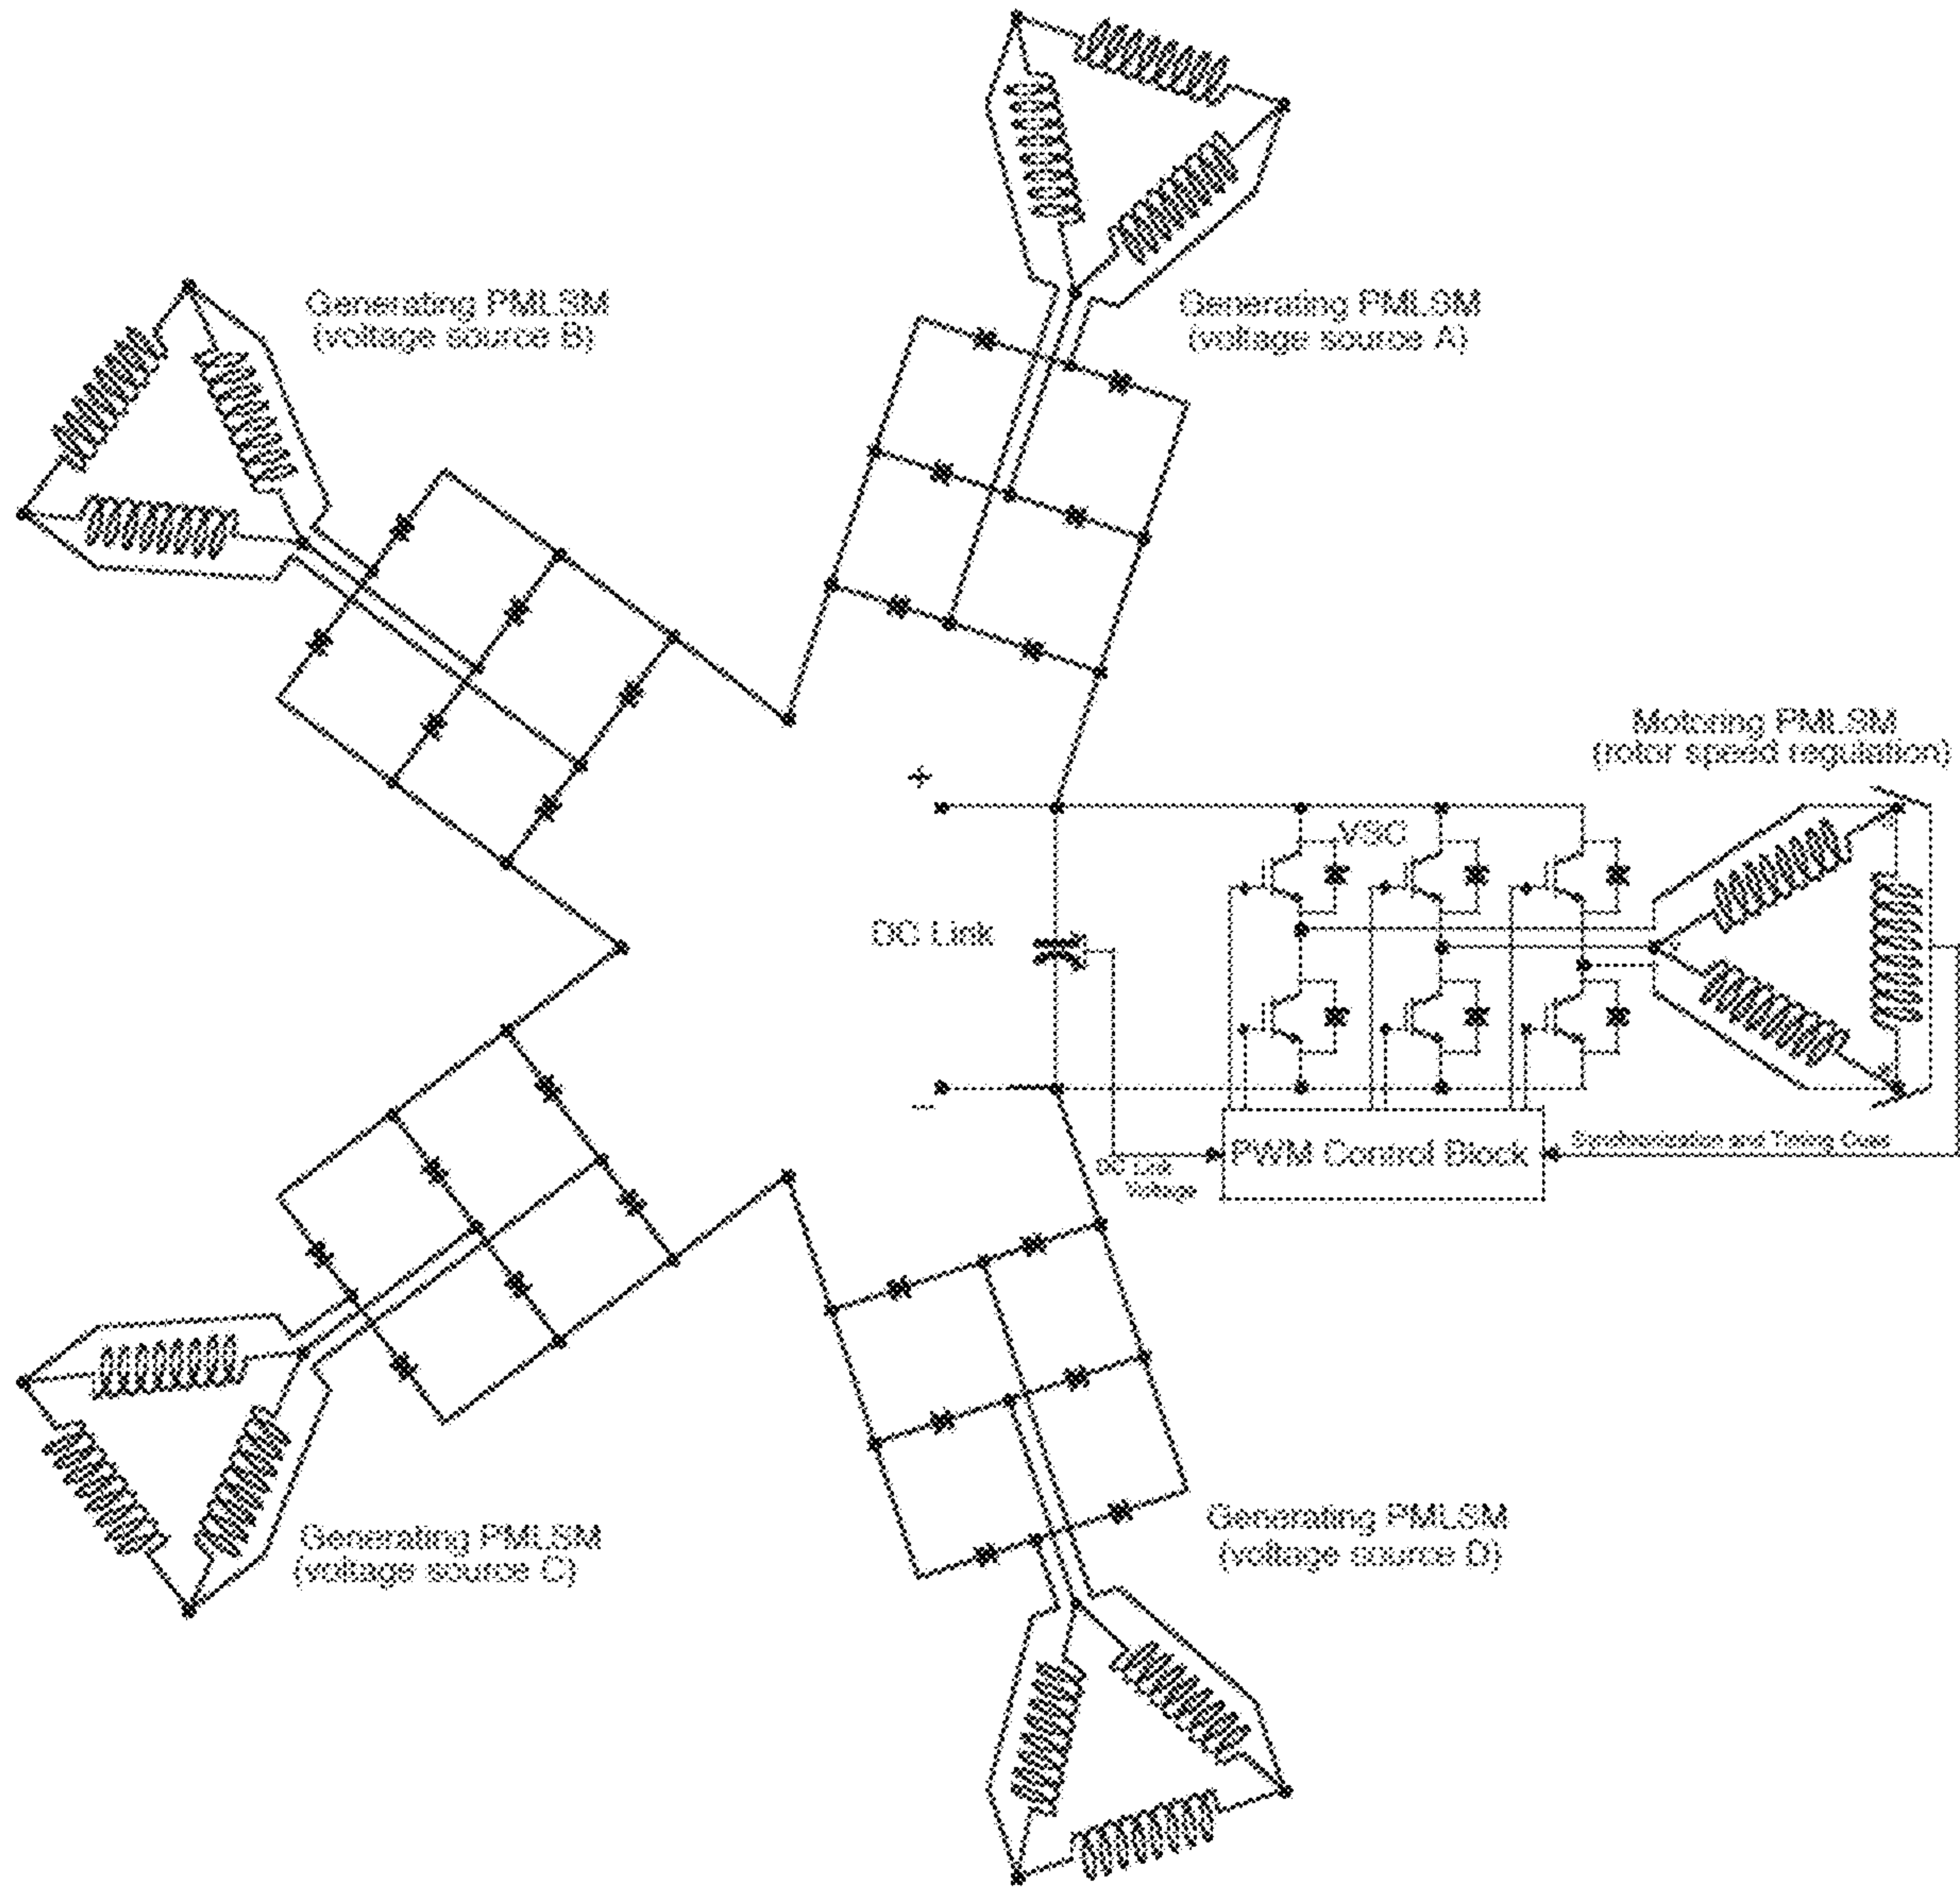 Generating PMLSM
(voltage source B)
Generating PMLSM
(voltage source A)
Motoring PMLSM
(rotor speed regulation)
+
VSC
DC Link
−
PWM Control Block
Synchronization and Timing Cues
DC Link
Voltage
Generating PMLSM
(voltage source C)
Generating PMLSM
(voltage source D)